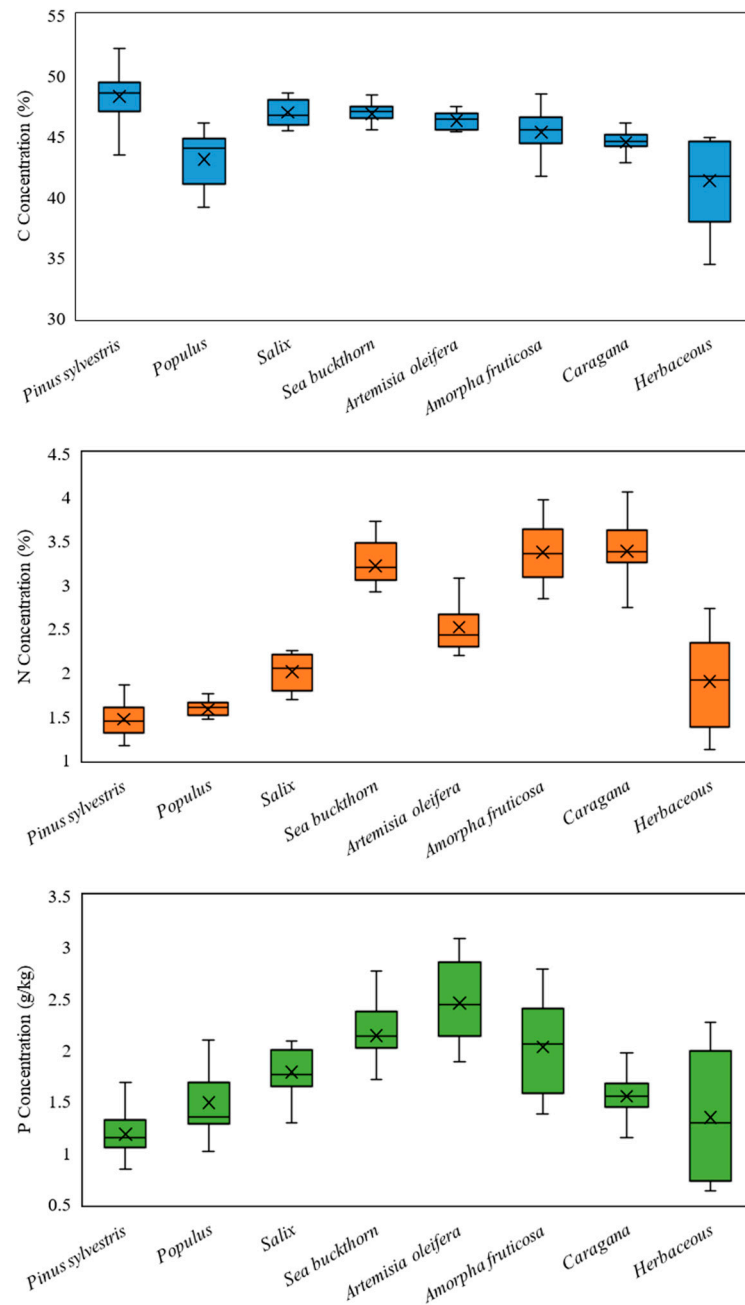 55
50
45
40
35
30
C Concentration (%)
Pinus sylvestris
Populus
Salix
Sea buckthorn
Artemisia oleifera
Amorpha fruticosa
Caragana
Herbaceous
4.5
4
3.5
3
2.5
2
1.5
1
N Concentration (%)
Pinus sylvestris
Populus
Salix
Sea buckthorn
Artemisia oleifera
Amorpha fruticosa
Caragana
Herbaceous
3.5
3
2.5
2
1.5
1
0.5
P Concentration (g/kg)
Pinus sylvestris
Populus
Salix
Sea buckthorn
Artemisia oleifera
Amorpha fruticosa
Caragana
Herbaceous